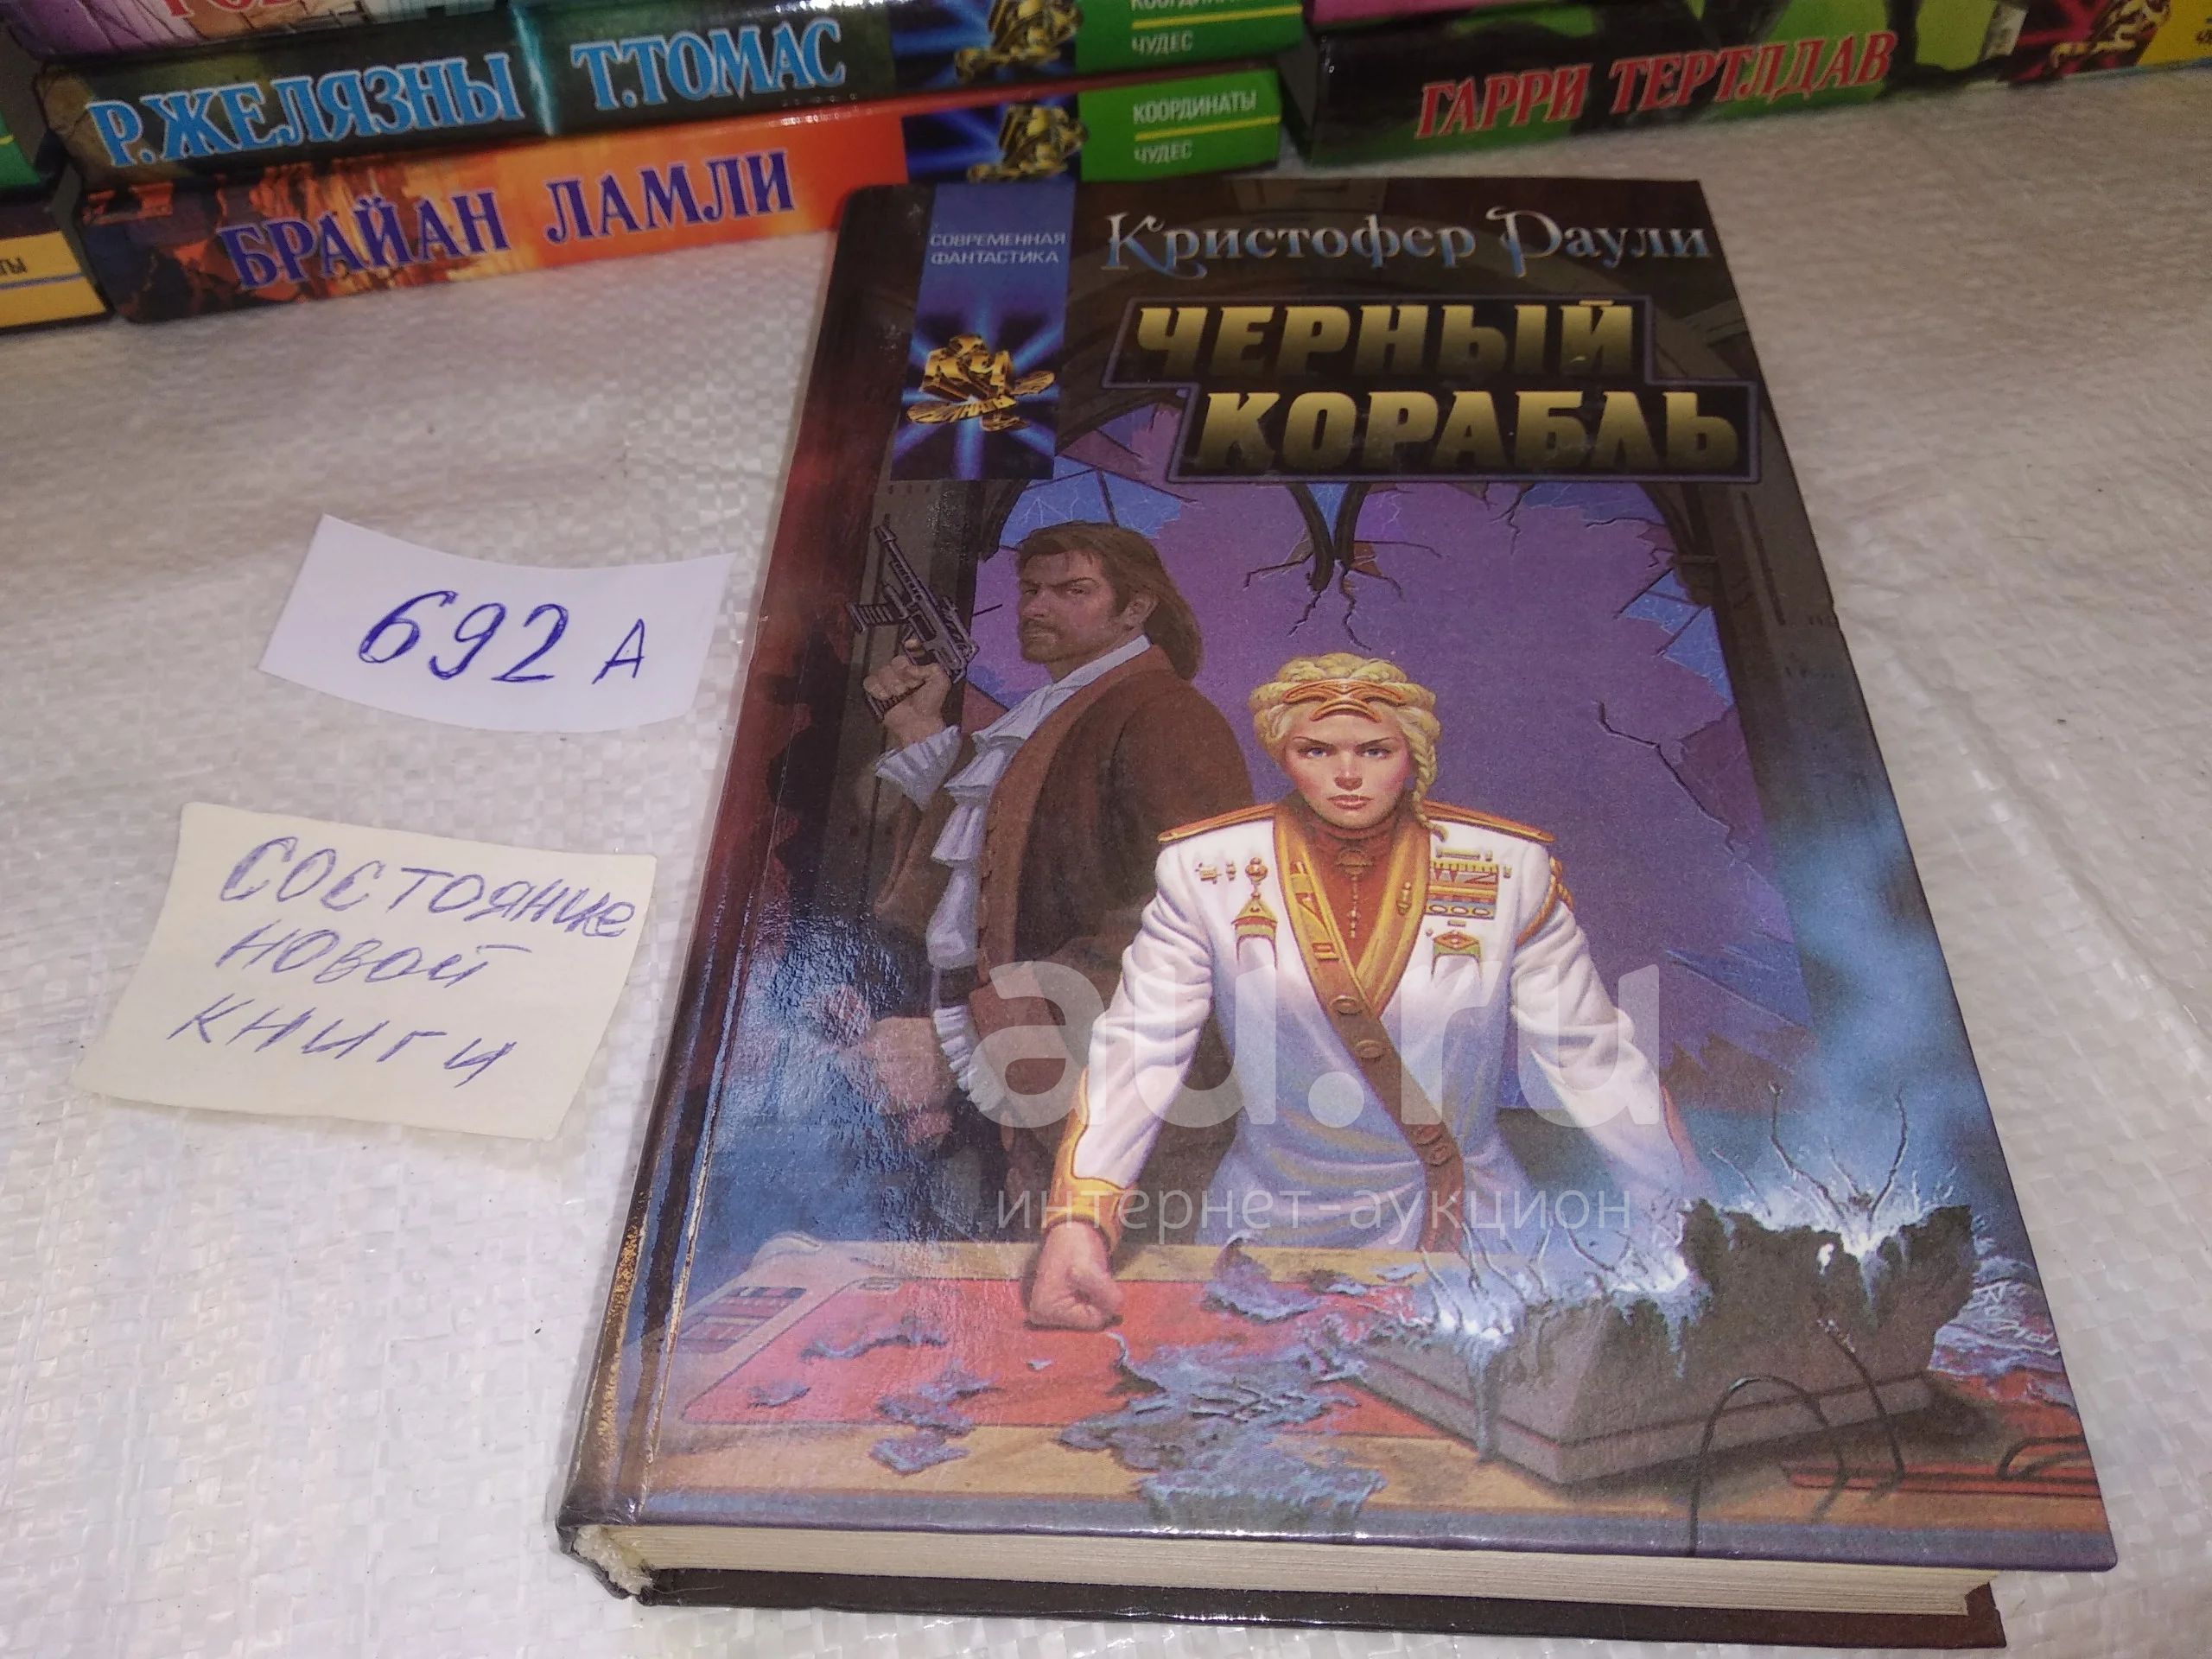 Р.ЖЕЛЯЗНЫ Т.ТОМАС
ЧУДЕС
БРАЙАН ЛАМЛИ
КООРДИНАТЫ
ЧУДЕС
ГАРРИ ТЕРТЛДАВ
СОВРЕМЕННАЯ
ФАНТАСТИКА
Кристофер Раули
ЧЕРНЫЙ
КОРАБЛЬ
КЧ
692 А
СОСТОЯНИЕ
НОВОЙ
КНИГИ
au.ru
интернет-аукцион